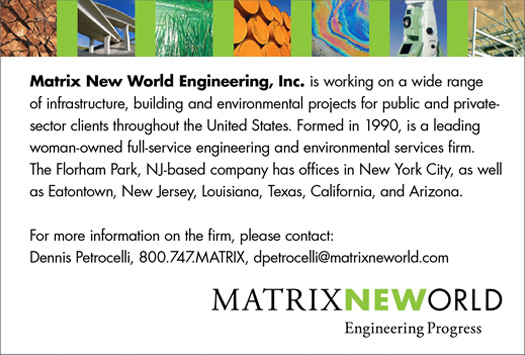 Matrix New World Engineering, Inc. is working on a wide range
of infrastructure, building and environmental projects for public and private-
sector clients throughout the United States. Formed in 1990, is a leading
woman-owned full-service engineering and environmental services firm.
The Florham Park, NJ-based company has offices in New York City, as well
as Eatontown, New Jersey, Louisiana, Texas, California, and Arizona.
For more information on the firm, please contact:
Dennis Petrocelli, 800.747.MATRIX, dpetrocelli@matrixneworld.com
MATRIXNEWORLD
Engineering Progress